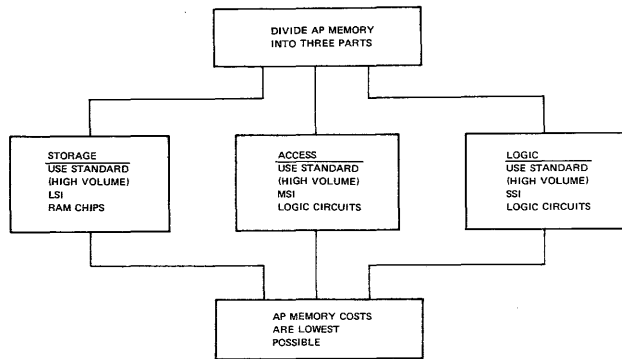 DIVIDE AP MEMORY
INTO THREE PARTS
STORAGE
USE STANDARD
(HIGH VOLUME)
LSI
RAM CHIPS
ACCESS
USE STANDARD
(HIGH VOLUME)
MSI
LOGIC CIRCUITS
LOGIC
USE STANDARD
(HIGH VOLUME)
SSI
LOGIC CIRCUITS
AP MEMORY COSTS
ARE LOWEST
POSSIBLE